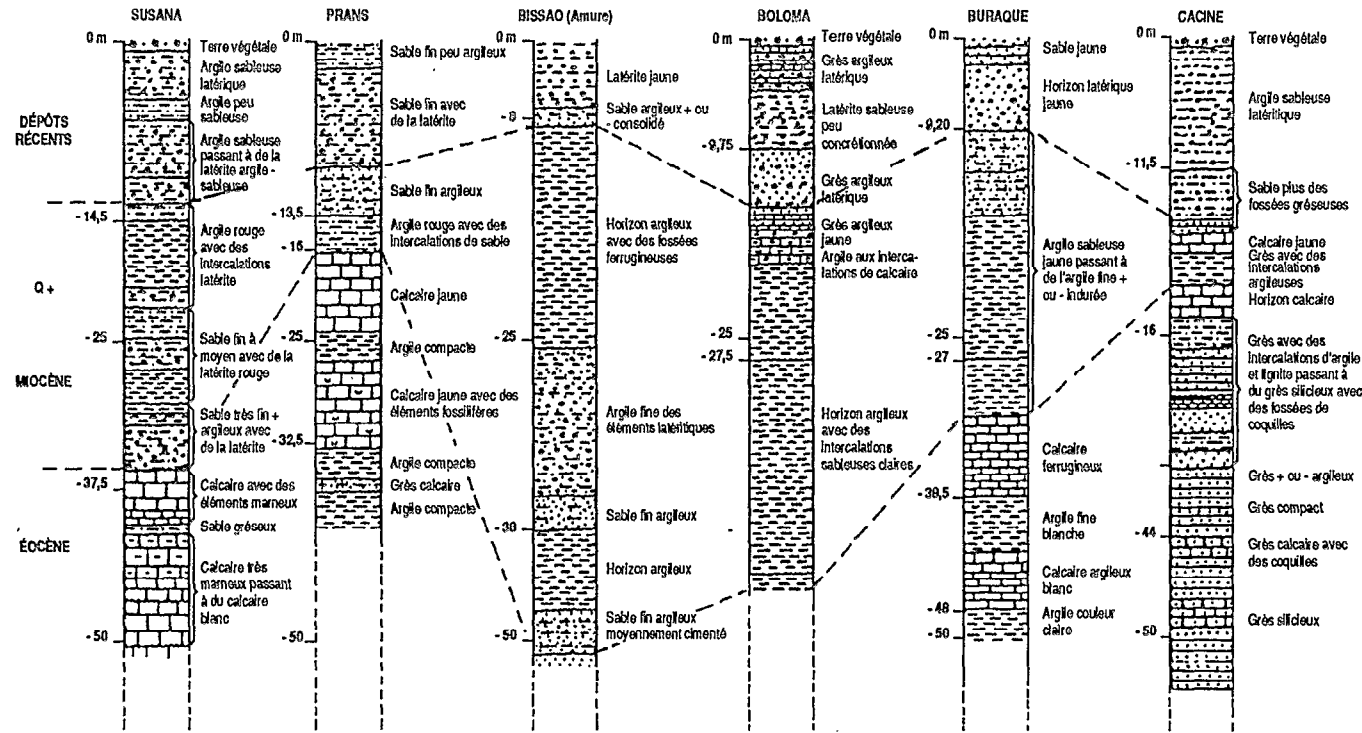 SUSANA
PRANS
BISSAO (Amure)
BOLOMA
BURAQUE
CACINE
DÉPÔTS
RÉCENTS
Q +
MIOCÈNE
ÉOCÈNE
0 m
-14,5
-25
-37,5
-50
Terre végétale
Argile sableuse
latérique
Argile peu
sableuse
Argile sableuse
passant à de la
latérite argile -
sableuse
Argile rouge
avec des
intercalations
latérite
Sable fin à
moyen avec de la
latérite rouge
Sable très fin +
argileux avec
de la latérite
Calcaire avec des
éléments marneux
Sable gréseux
Calcaire très
marneux passant
à du calcaire
blanc
0 m
-13,5
-16
-25
-32,5
-50
Sable fin peu argileux
Sable fin avec
de la latérite
Sable fin argileux
Argile rouge avec des
intercalations de sable
Calcaire jaune
Argile compacte
Calcaire jaune avec des
éléments fossilifères
Argile compacte
Grès calcaire
Argile compacte
0 m
-8
-25
-30
-50
Latérite jaune
Sable argileux + ou
- consolidé
Horizon argileux
avec des fossées
ferrugineuses
Argile fine des
éléments latéritiques
Sable fin argileux
Horizon argileux
Sable fin argileux
moyennement cimenté
0 m
-9,75
-25
-27,5
Terre végétale
Grès argileux
latérique
Latérite sableuse
peu
concrétionnée
Grès argileux
latérique
Grès argileux
jaune
Argile aux interca-
lations de calcaire
Horizon argileux
avec des
intercalations
sableuses claires
0 m
-9,20
-25
-27
-38,5
-48
-50
Sable jaune
Horizon latérique
jaune
Argile sableuse
jaune passant à
de l'argile fine +
ou - indurée
Calcaire
ferrugineux
Argile fine
blanche
Calcaire argileux
blanc
Argile couleur
claire
0 m
-11,5
-16
-44
-50
Terre végétale
Argile sableuse
latéritique
Sable plus des
fossées gréseuses
Calcaire jaune
Grès avec des
intercalations
argileuses
Horizon calcaire
Grès avec des
intercalations d'argile
et lignite passant à
du grès silicieux avec
des fossées de
coquilles
Grès + ou - argileux
Grès compact
Grès calcaire avec
des coquilles
Grès silicieux